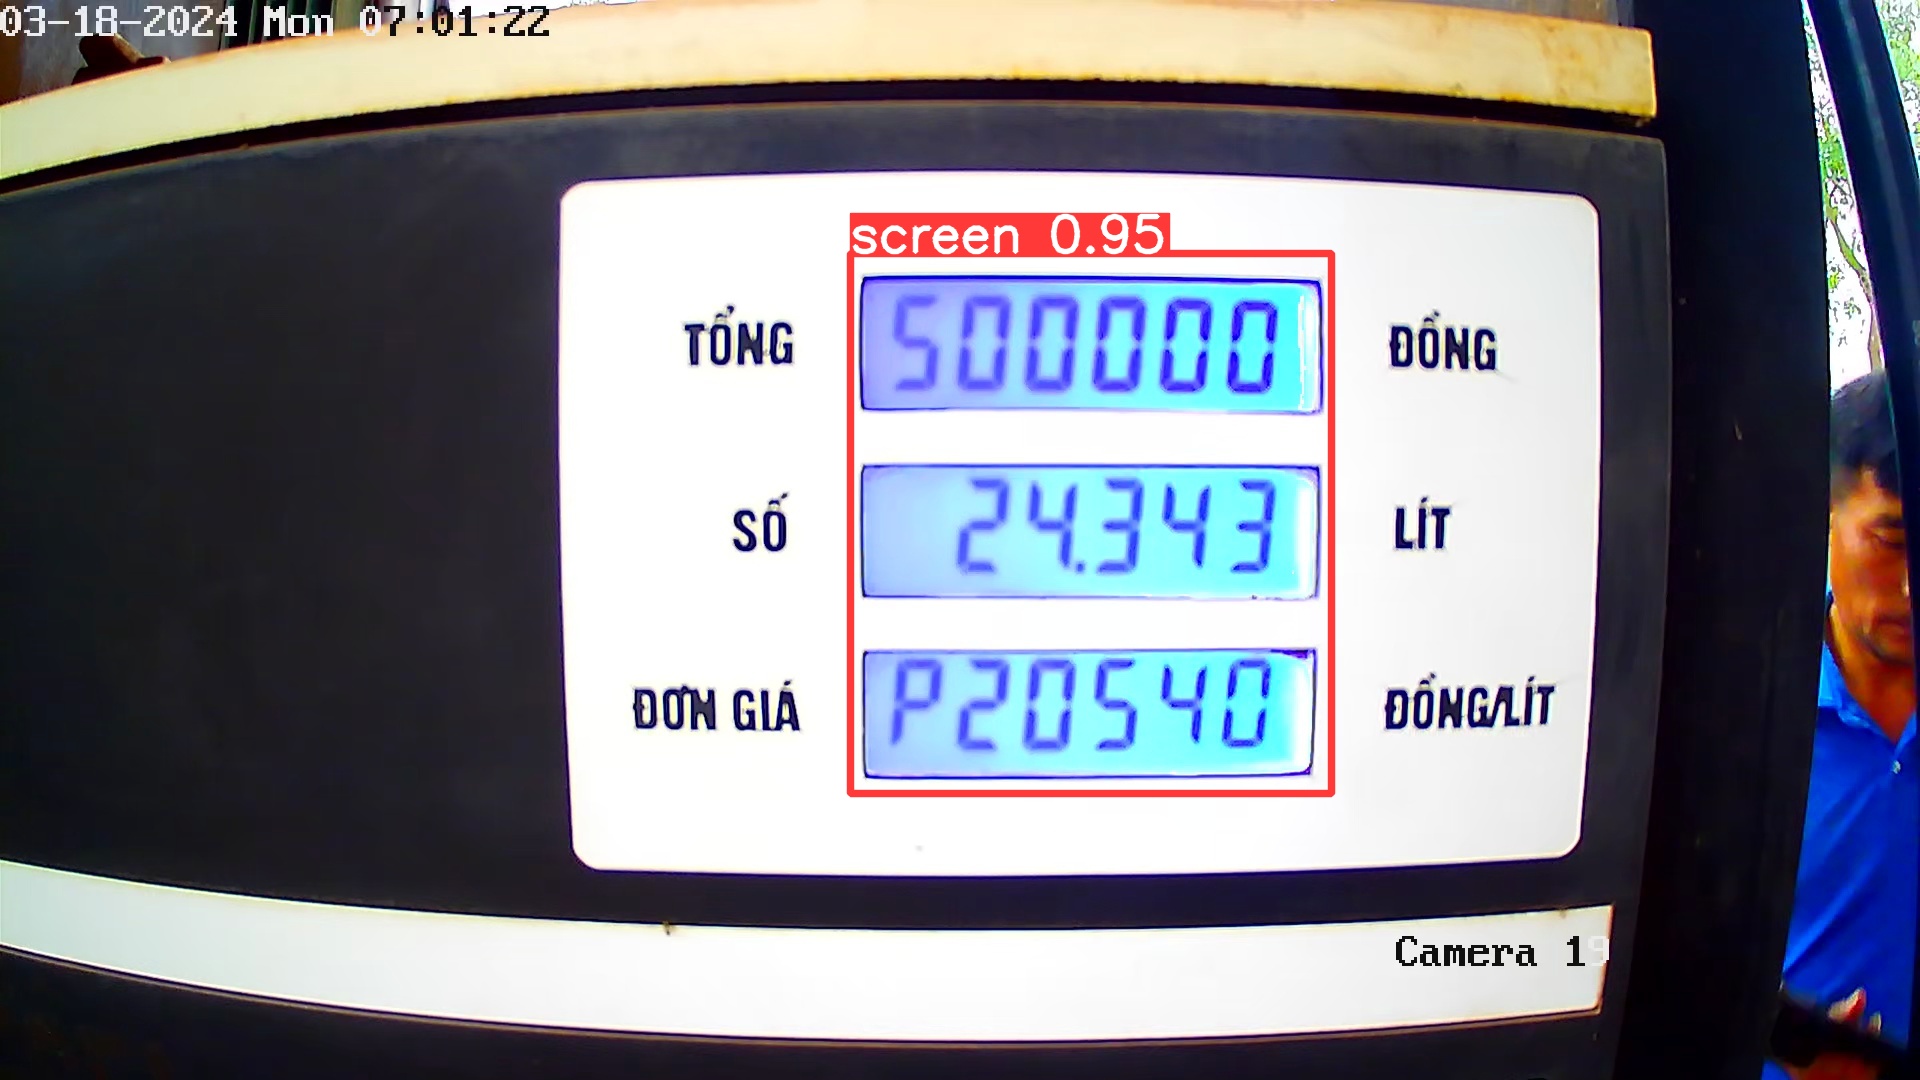 03-18-2024 Mon 07:01:22
screen 0.95
TỔNG 500000 ĐỒNG
SỐ 24.343 LÍT
ĐƠN GIÁ P20540 ĐỒNG/LÍT
Camera 19